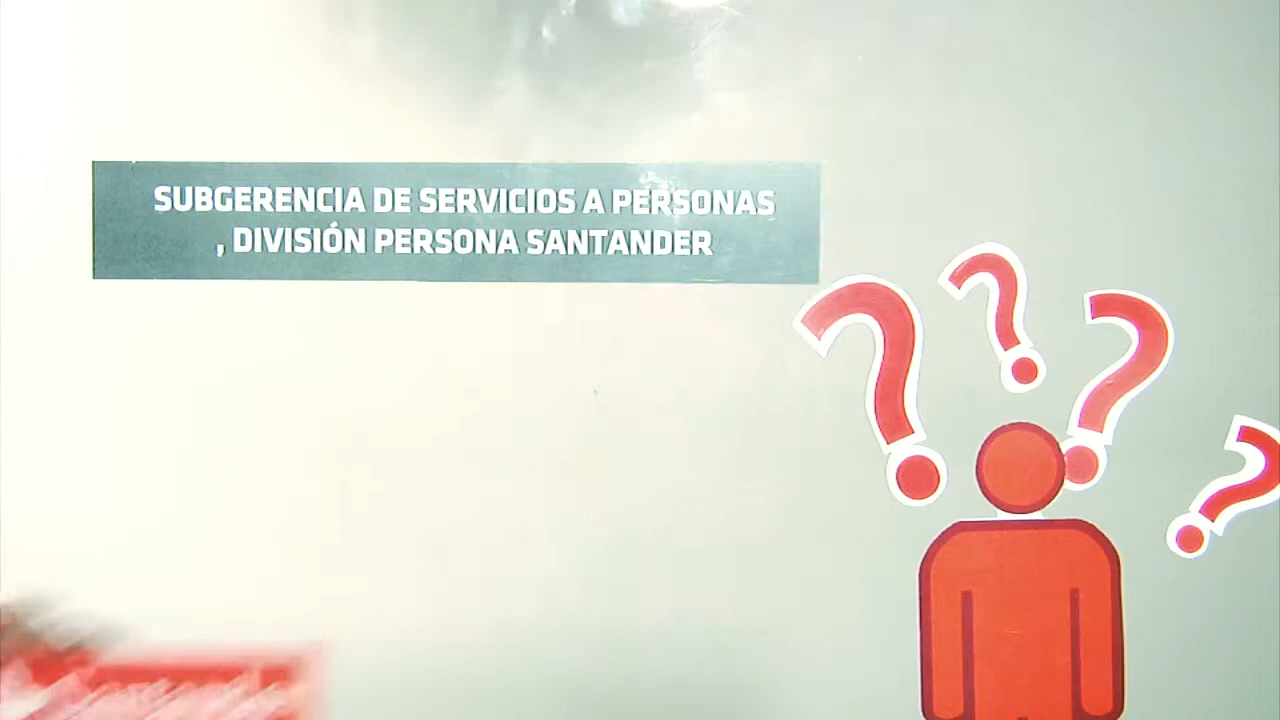 SUBGERENCIA DE SERVICIOS A PERSONAS
, DIVISIÓN PERSONA SANTANDER
?
?
?
?